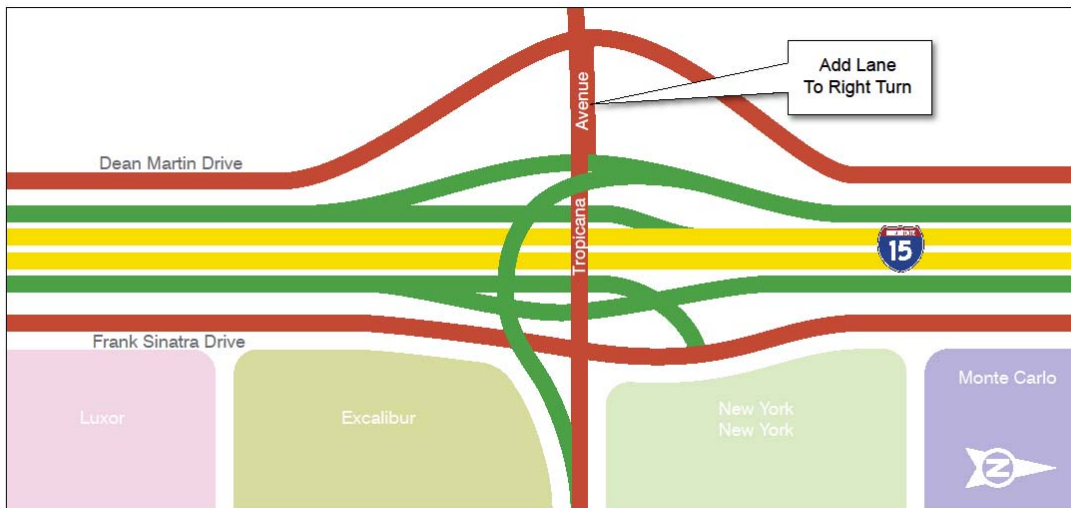 Add Lane
To Right Turn
Avenue
Dean Martin Drive
Tropicana
15
Frank Sinatra Drive
Luxor
Excalibur
New York
New York
Monte Carlo
N